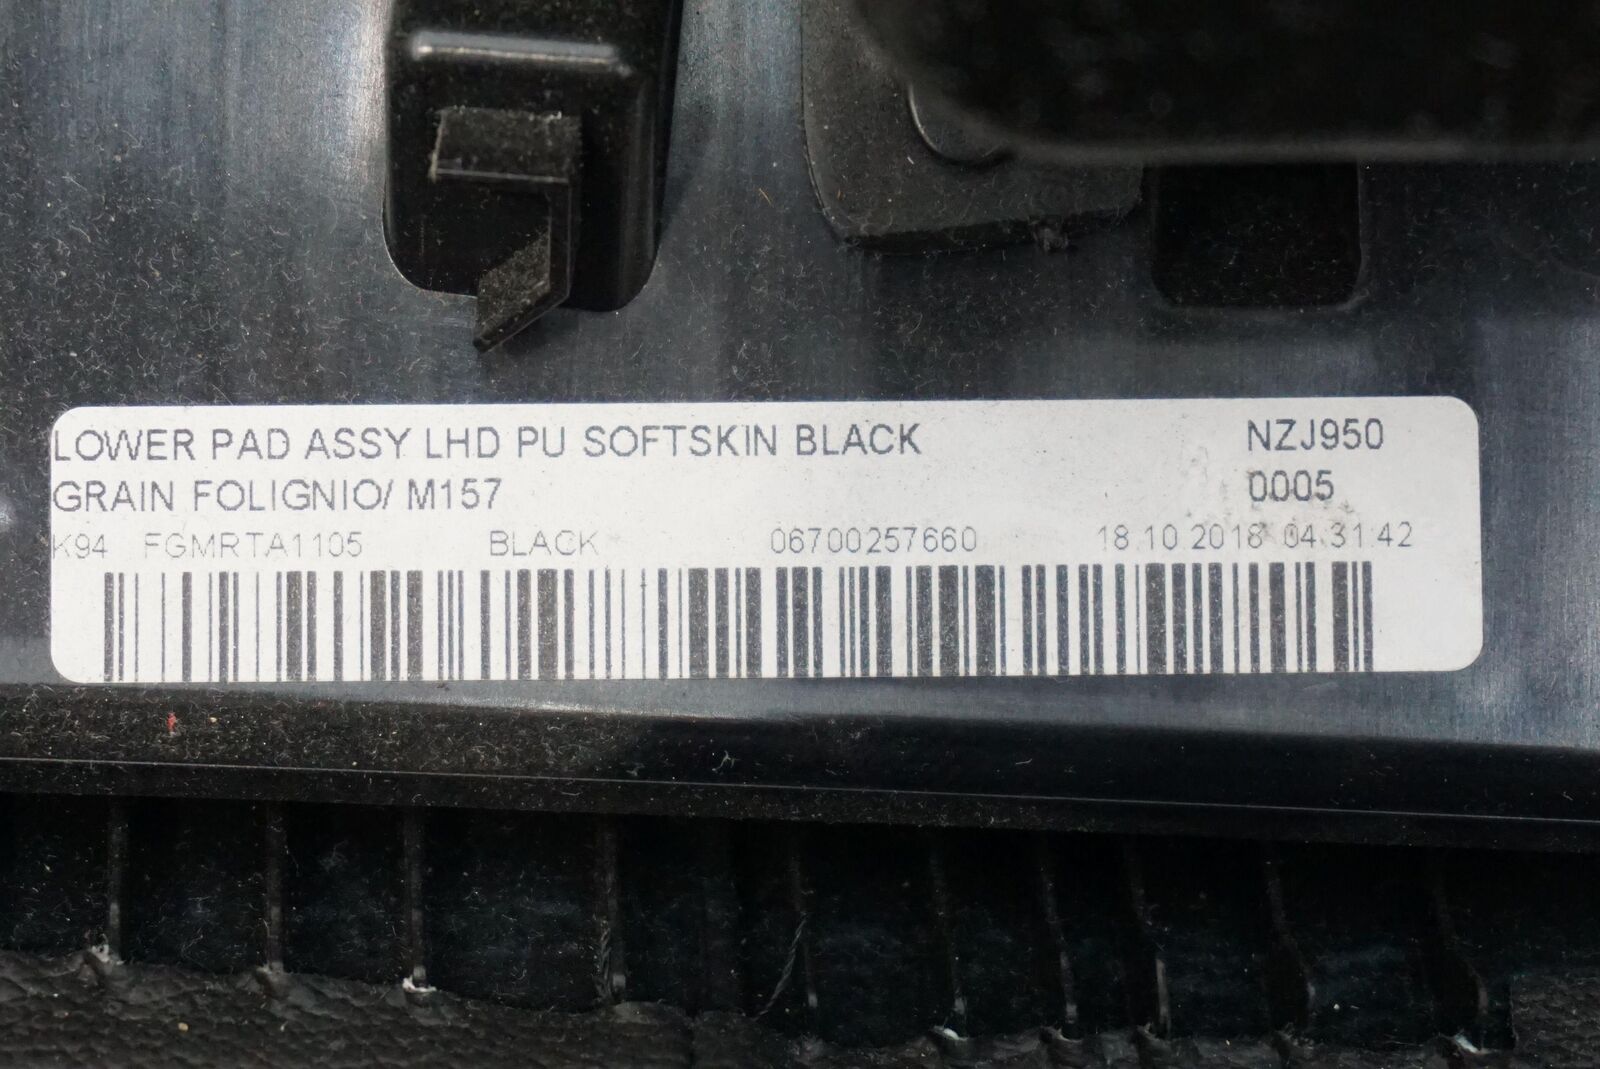 LOWER PAD ASSY LHD PU SOFTSKIN BLACK NZJ950
GRAIN FOLIGNIO/ M157 0005
K94 FGMRTA1105 BLACK 06700257660 18.10.2018 04.31.42